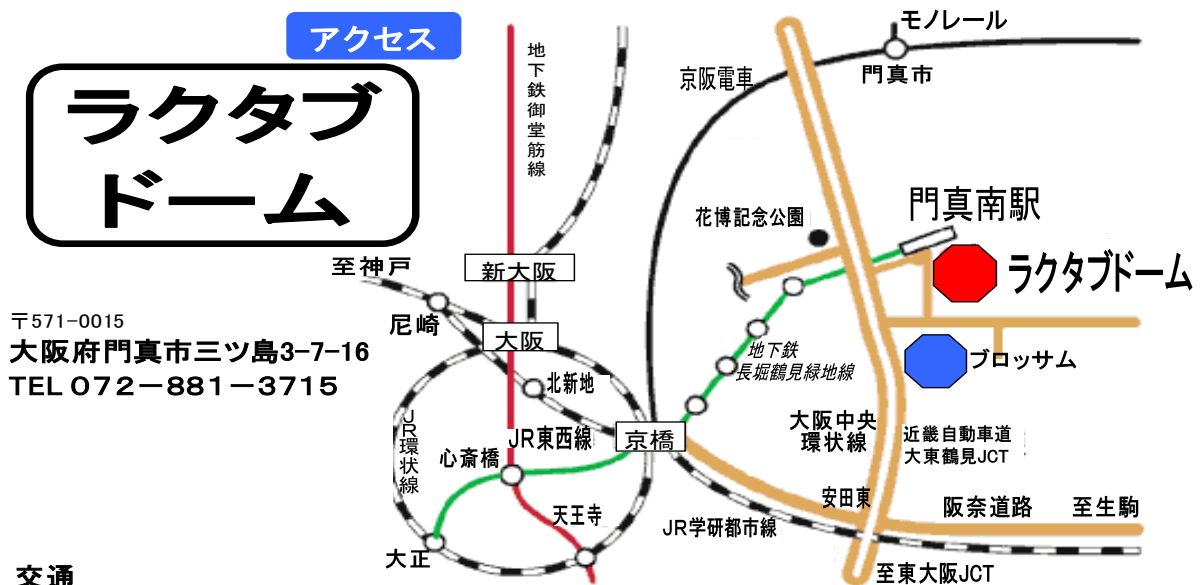 アクセス
ラクタブ
ドーム
〒571-0015
大阪府門真市三ツ島3-7-16
TEL 072-881-3715
交通
地下鉄御堂筋線
モノレール
門真市
京阪電車
花博記念公園
門真南駅
ラクタブドーム
至神戸
新大阪
尼崎
大阪
北新地
地下鉄
長堀鶴見緑地線
ブロッサム
JR環状線
JR東西線
京橋
心斎橋
大阪中央
環状線
近畿自動車道
大東鶴見JCT
安田東
阪奈道路
至生駒
天王寺
JR学研都市線
大正
至東大阪JCT